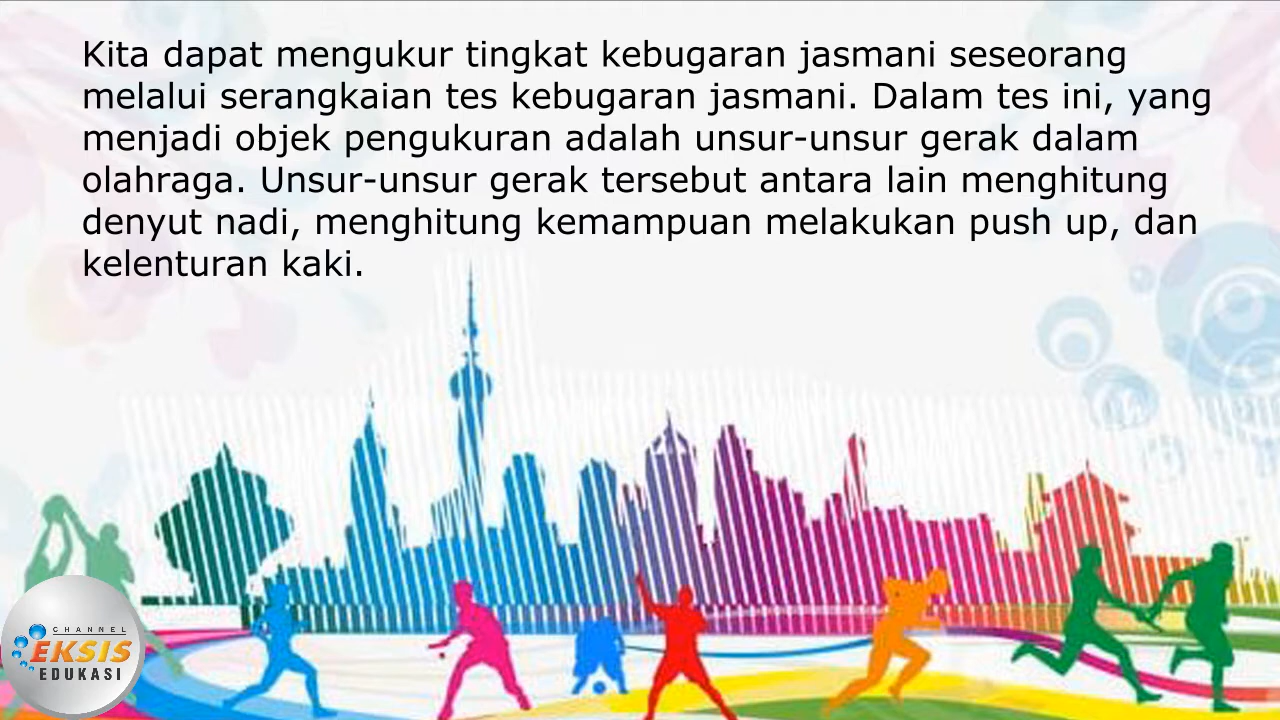 Kita dapat mengukur tingkat kebugaran jasmani seseorang
melalui serangkaian tes kebugaran jasmani. Dalam tes ini, yang
menjadi objek pengukuran adalah unsur-unsur gerak dalam
olahraga. Unsur-unsur gerak tersebut antara lain menghitung
denyut nadi, menghitung kemampuan melakukan push up, dan
kelenturan kaki.
CHANNEL
EKSIS
EDUKASI